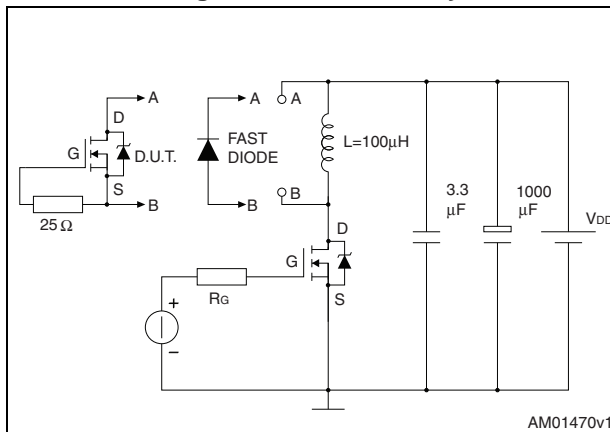 A
D
G
D.U.T.
S
B
25 Ω
A
FAST
DIODE
B
A
L=100μH
B
D
G
S
RG
+
–
3.3
μF
1000
μF
VDD
AM01470v1